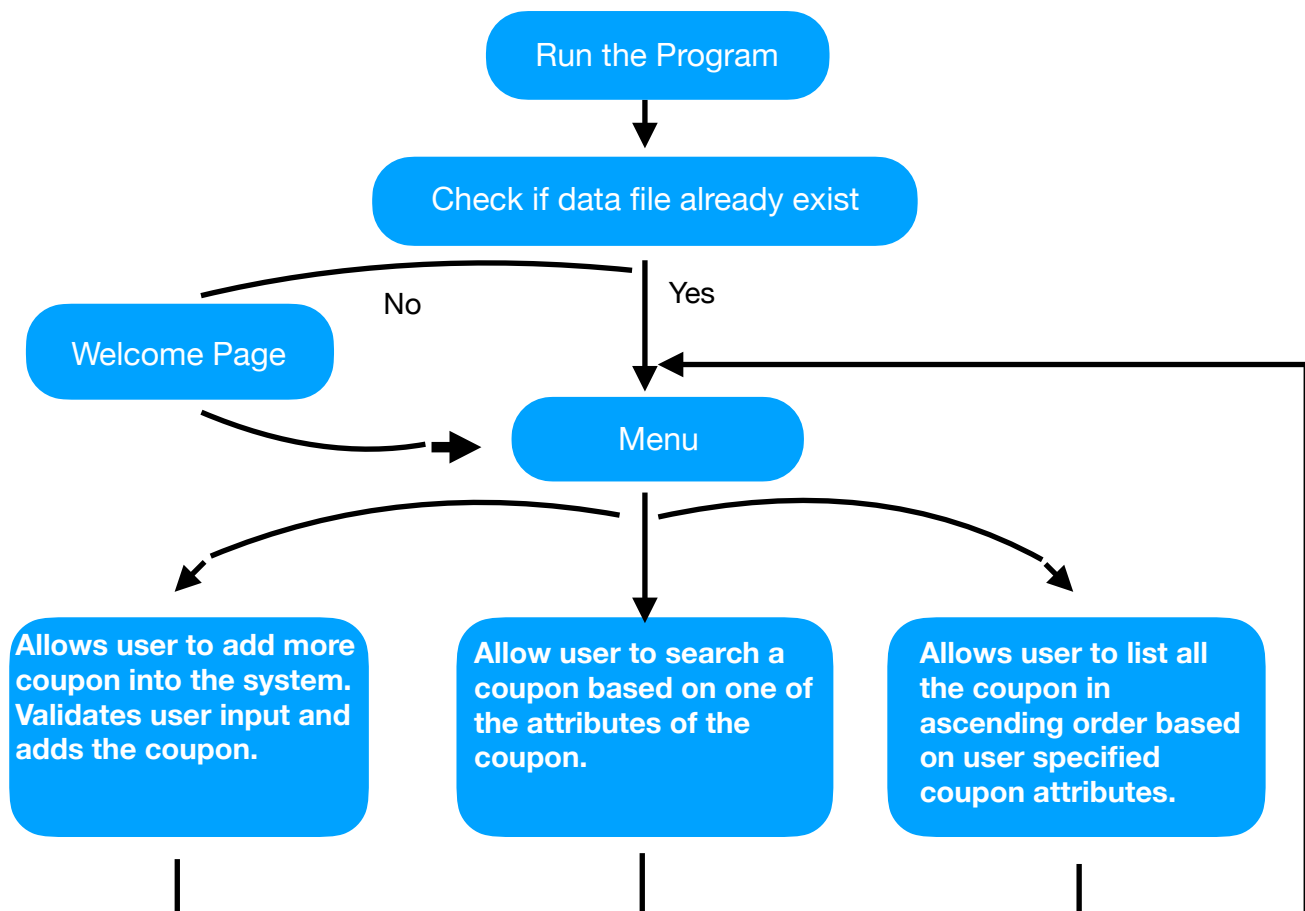 Run the Program
Check if data file already exist
No
Yes
Welcome Page
Menu
Allows user to add more
coupon into the system.
Validates user input and
adds the coupon.
Allow user to search a
coupon based on one of
the attributes of the
coupon.
Allows user to list all
the coupon in
ascending order based
on user specified
coupon attributes.